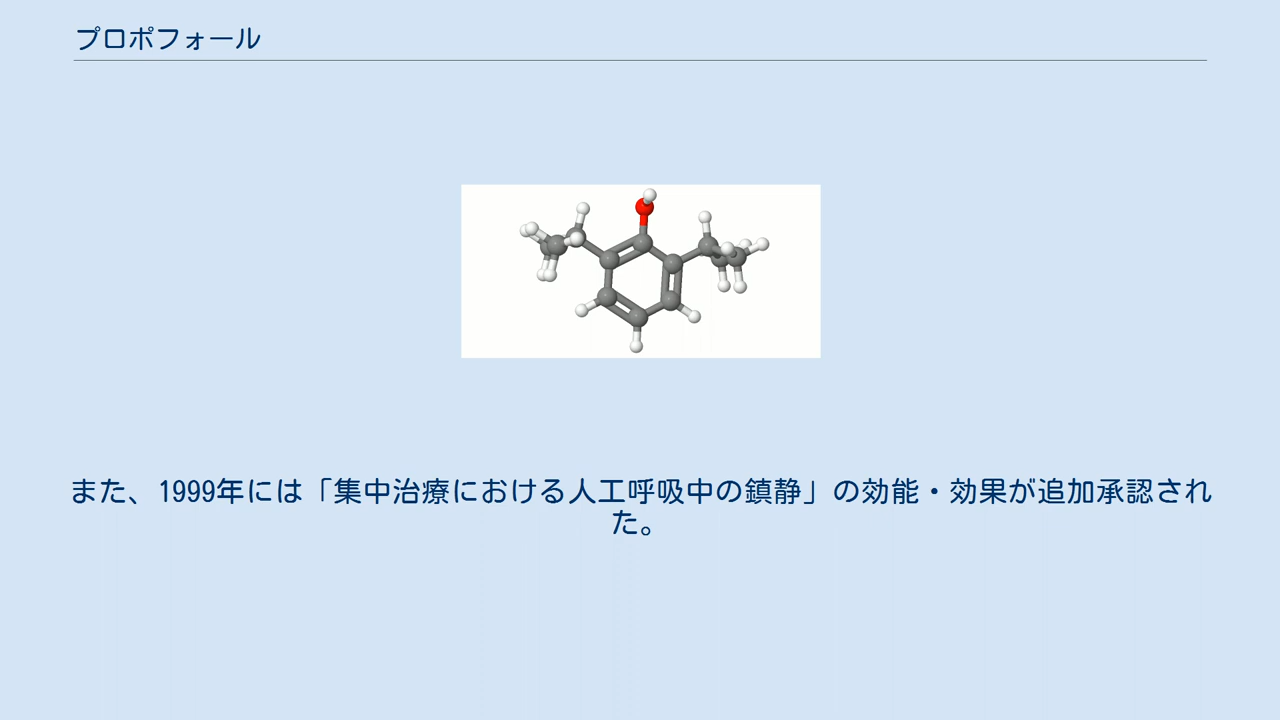 プロポフォール
また、1999年には「集中治療における人工呼吸中の鎮静」の効能・効果が追加承認され
た。